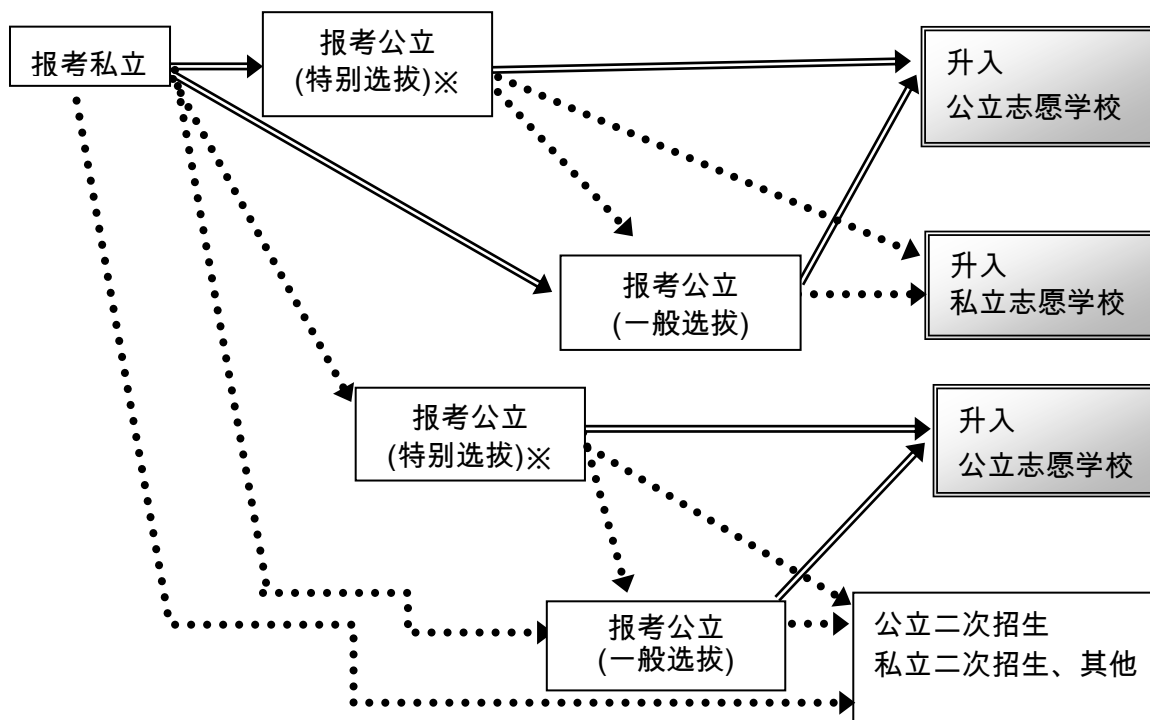 报考私立
报考公立
(特别选拔)※
升入
公立志愿学校
报考公立
(一般选拔)
升入
私立志愿学校
报考公立
(特别选拔)※
升入
公立志愿学校
报考公立
(一般选拔)
公立二次招生
私立二次招生、其他